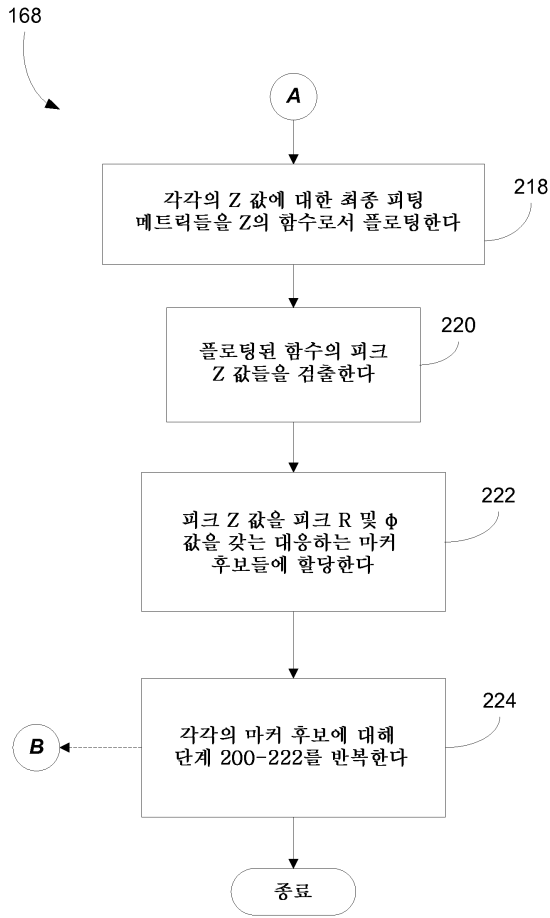 168
A
각각의 Z 값에 대한 최종 피팅
메트릭들을 Z의 함수로서 플로팅한다
218
플로팅된 함수의 피크
Z 값들을 검출한다
220
피크 Z 값을 피크 R 및 φ
값을 갖는 대응하는 마커
후보들에 할당한다
222
각각의 마커 후보에 대해
단계 200-222를 반복한다
224
B
종료